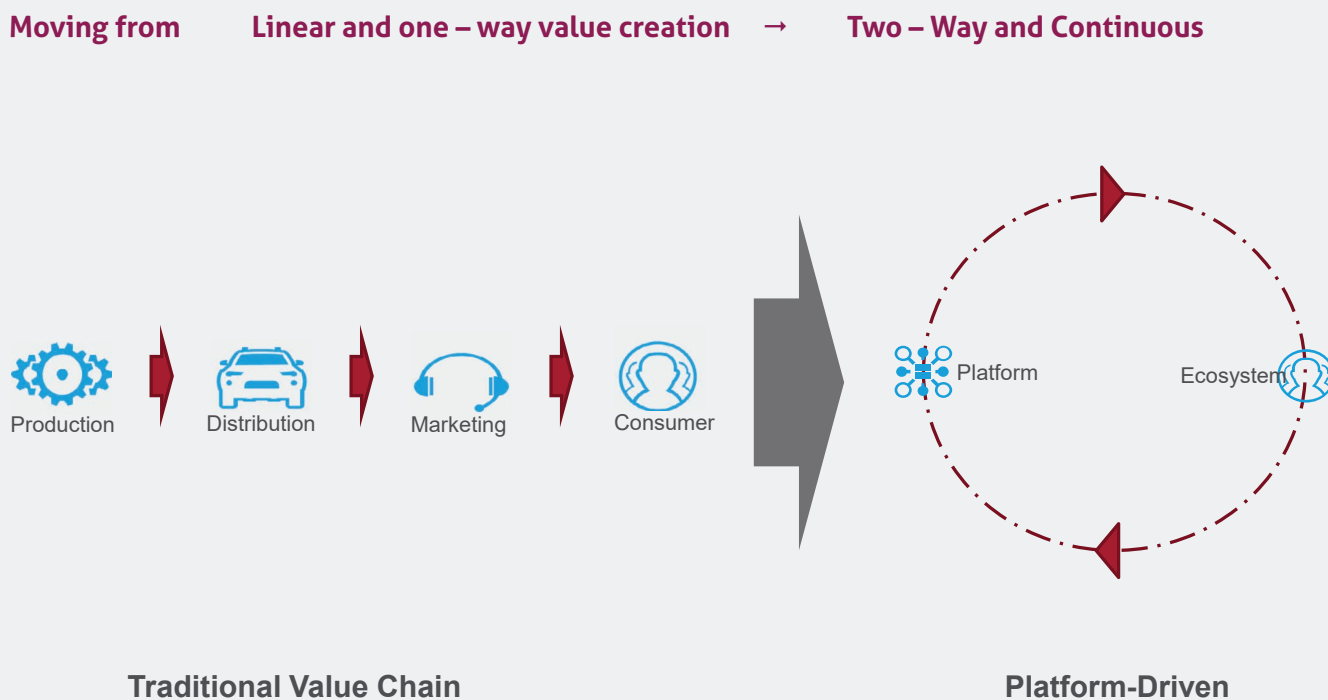 Moving from Linear and one – way value creation → Two – Way and Continuous
Platform
Ecosystem
Production
Distribution
Marketing
Consumer
Traditional Value Chain
Platform-Driven